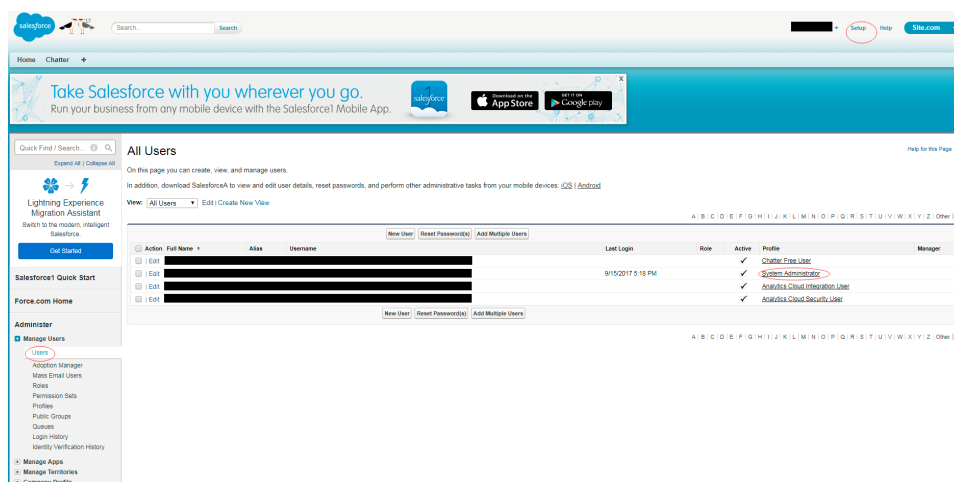 salesforce
Search...
Search
Setup
Help
Site.com
Home Chatter +
Take Salesforce with you wherever you go.
Run your business from any mobile device with the Salesforce1 Mobile App.
salesforce
Download on the
App Store
GET IT ON
Google play
X
Quick Find / Search...
Expand All | Collapse All
Lightning Experience
Migration Assistant
Switch to the modern, intelligent
Salesforce.
Get Started
Salesforce1 Quick Start
Force.com Home
Administer
Manage Users
Users
Adoption Manager
Mass Email Users
Roles
Permission Sets
Profiles
Public Groups
Queues
Login History
Identity Verification History
Manage Apps
Manage Territories
Company Profile
All Users
Help for this Page
On this page you can create, view, and manage users.
In addition, download SalesforceA to view and edit user details, reset passwords, and perform other administrative tasks from your mobile devices: iOS | Android
View: All Users Edit | Create New View
A | B | C | D | E | F | G | H | I | J | K | L | M | N | O | P | Q | R | S | T | U | V | W | X | Y | Z | Other |
New User Reset Password(s) Add Multiple Users
Action Full Name ↑ Alias Username Last Login Role Active Profile Manager
| Edit ✓ Chatter Free User
| Edit 9/15/2017 5:18 PM ✓ System Administrator
| Edit ✓ Analytics Cloud Integration User
| Edit ✓ Analytics Cloud Security User
New User Reset Password(s) Add Multiple Users
A | B | C | D | E | F | G | H | I | J | K | L | M | N | O | P | Q | R | S | T | U | V | W | X | Y | Z | Other |